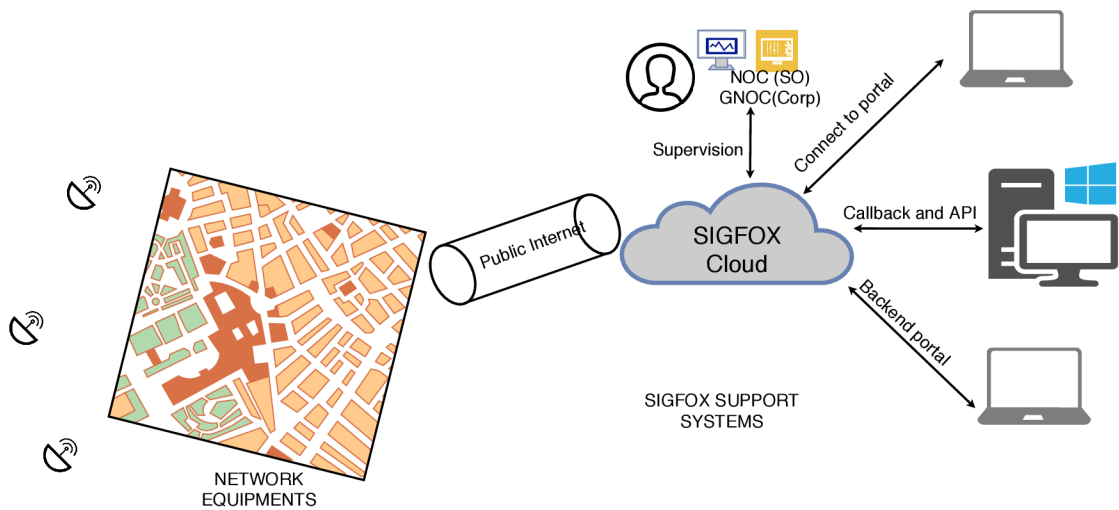 NOC (SO)
GNOC(Corp)
Supervision
Connect to portal
Public Internet
SIGFOX
Cloud
Callback and API
Backend portal
SIGFOX SUPPORT
SYSTEMS
NETWORK
EQUIPMENTS